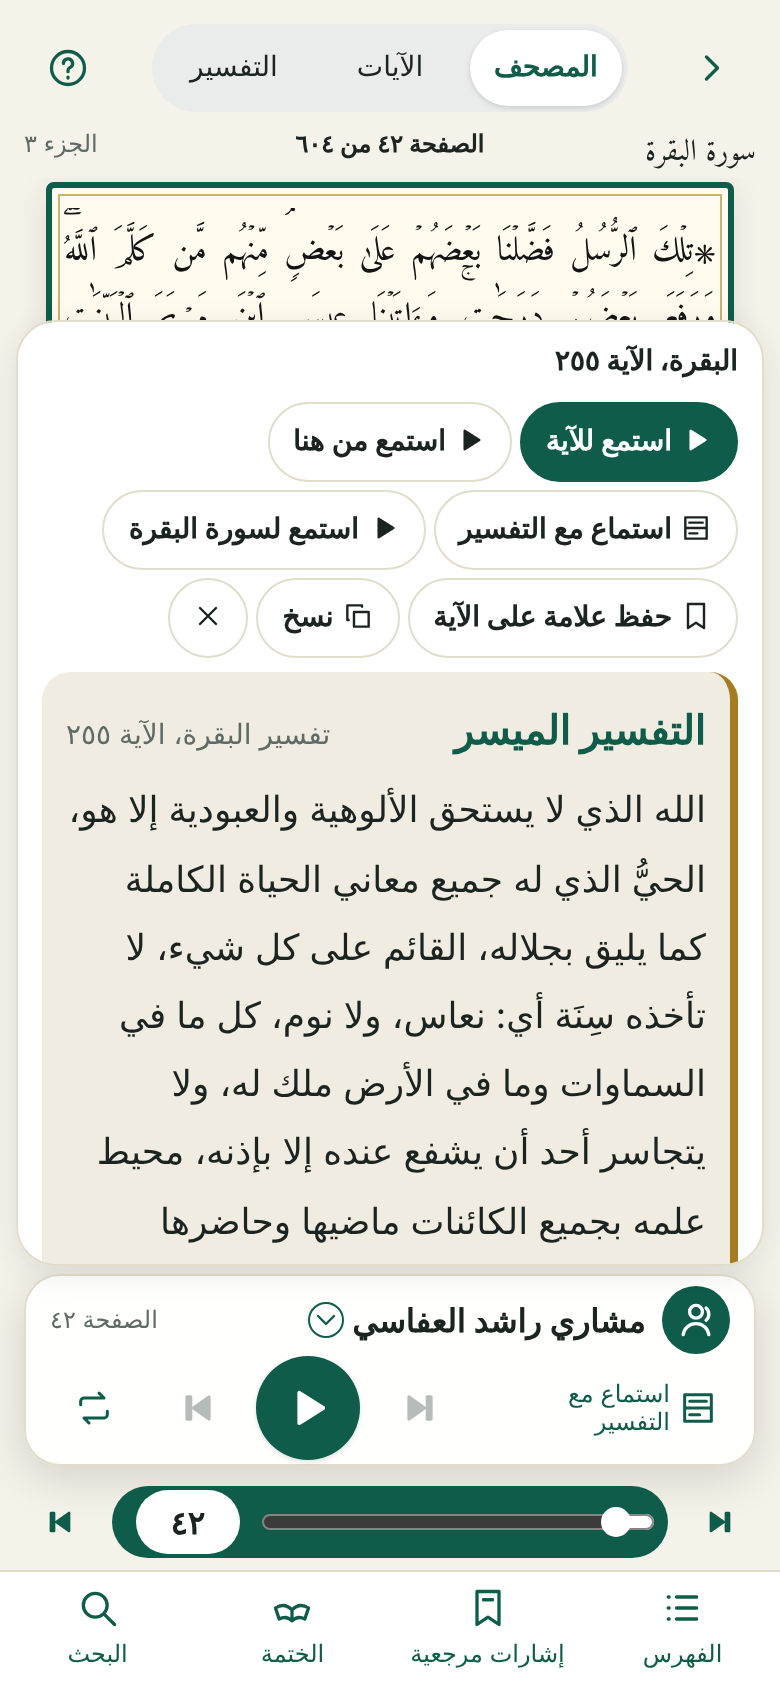 المصحف
الآيات
التفسير
سورة البقرة
الصفحة ٤٢ من ٦٠٤
الجزء ٣
۞تِلْكَ ٱلرُّسُلُ فَضَّلْنَا بَعْضَهُمْ عَلَىٰ بَعْضٍۘ مِّنْهُم مَّن كَلَّمَ ٱللَّهُۖ
البقرة، الآية ٢٥٥
استمع للآية
استمع من هنا
استماع مع التفسير
استمع لسورة البقرة
حفظ علامة على الآية
نسخ
التفسير الميسر
تفسير البقرة، الآية ٢٥٥
الله الذي لا يستحق الألوهية والعبودية إلا هو،
الحيُّ الذي له جميع معاني الحياة الكاملة
كما يليق بجلاله، القائم على كل شيء، لا
تأخذه سِنَة أي: نعاس، ولا نوم، كل ما في
السماوات وما في الأرض ملك له، ولا
يتجاسر أحد أن يشفع عنده إلا بإذنه، محيط
علمه بجميع الكائنات ماضيها وحاضرها
مشاري راشد العفاسي
الصفحة ٤٢
استماع مع
التفسير
٤٢
الفهرس
إشارات مرجعية
الختمة
البحث